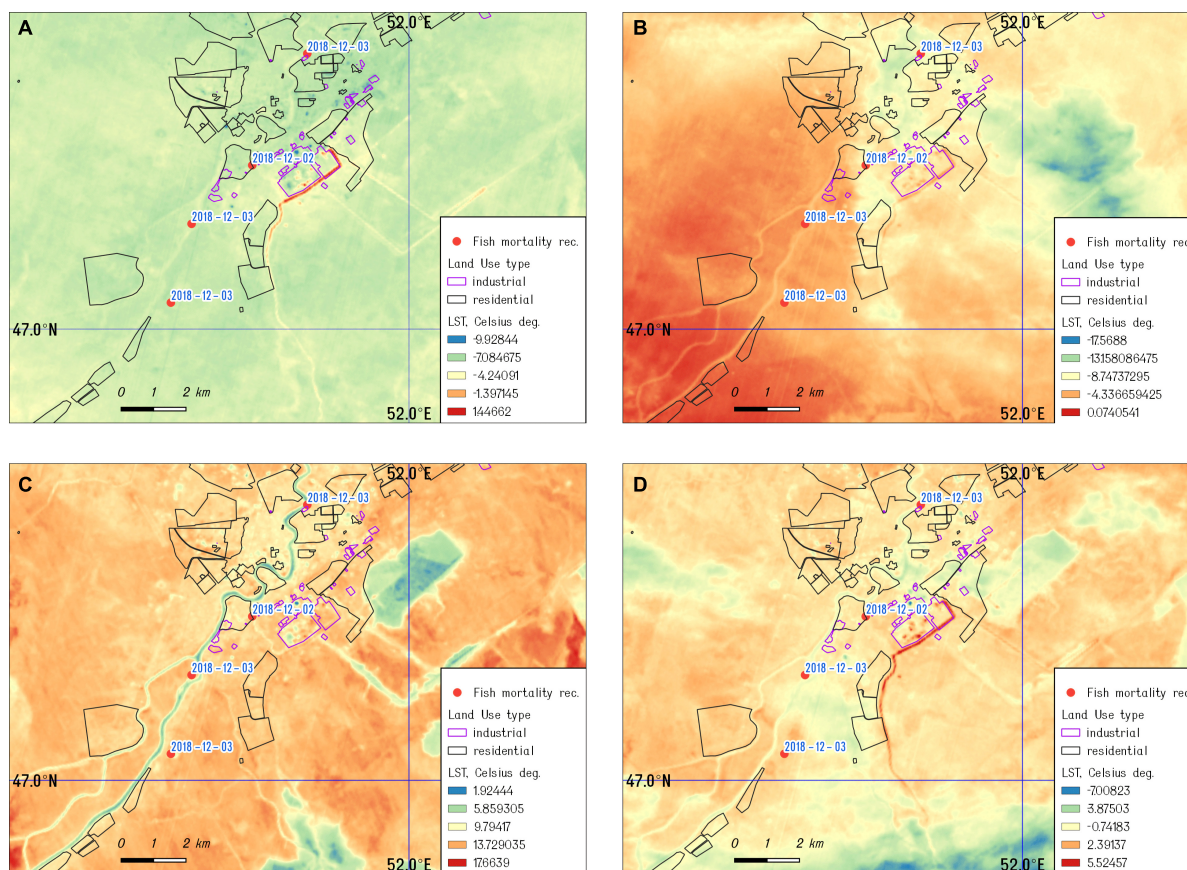 A
52.0°E
2018-12-03
2018-12-02
2018-12-03
2018-12-03
47.0°N
0 1 2 km
52.0°E
Fish mortality rec.
Land Use type
industrial
residential
LST, Celsius deg.
-9.92844
-7.084675
-4.24091
-1.397145
1.44662
B
52.0°E
2018-12-03
2018-12-02
2018-12-03
2018-12-03
47.0°N
0 1 2 km
52.0°E
Fish mortality rec.
Land Use type
industrial
residential
LST, Celsius deg.
-17.5688
-13158086475
-8.74737295
-4.336659425
0.0740541
C
52.0°E
2018-12-03
2018-12-02
2018-12-03
2018-12-03
47.0°N
0 1 2 km
52.0°E
Fish mortality rec.
Land Use type
industrial
residential
LST, Celsius deg.
1.92444
5.859305
9.79417
13.729035
17.6639
D
52.0°E
2018-12-03
2018-12-02
2018-12-03
2018-12-03
47.0°N
0 1 2 km
52.0°E
Fish mortality rec.
Land Use type
industrial
residential
LST, Celsius deg.
-7.00823
3.87503
-0.74183
2.39137
5.52457